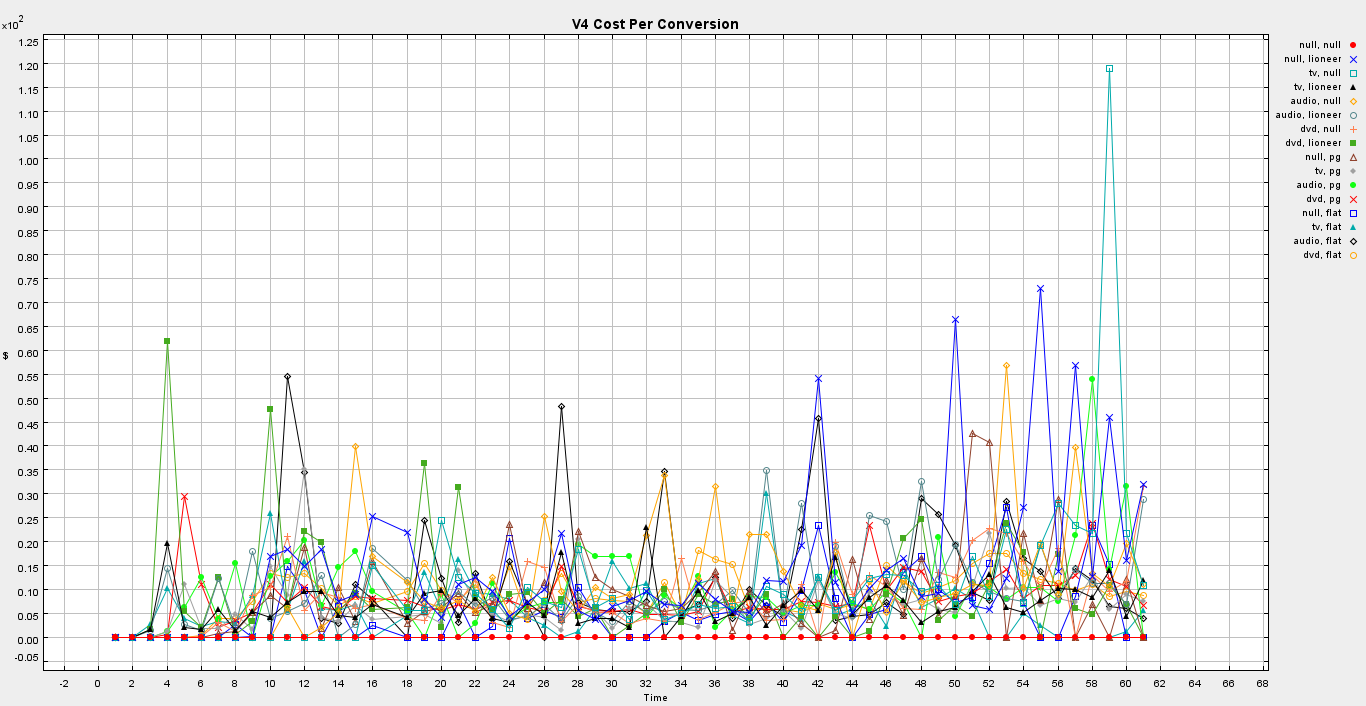 V4 Cost Per Conversion
x10^2
1.25
1.20
1.15
1.10
1.05
1.00
0.95
0.90
0.85
0.80
0.75
0.70
0.65
0.60
$
0.55
0.50
0.45
0.40
0.35
0.30
0.25
0.20
0.15
0.10
0.05
0.00
-0.05
-2 0 2 4 6 8 10 12 14 16 18 20 22 24 26 28 30 32 34 36 38 40 42 44 46 48 50 52 54 56 58 60 62 64 66 68
Time
null, null
null, lioneer
tv, null
tv, lioneer
audio, null
audio, lioneer
dvd, null
dvd, lioneer
null, pg
tv, pg
audio, pg
dvd, pg
null, flat
tv, flat
audio, flat
dvd, flat